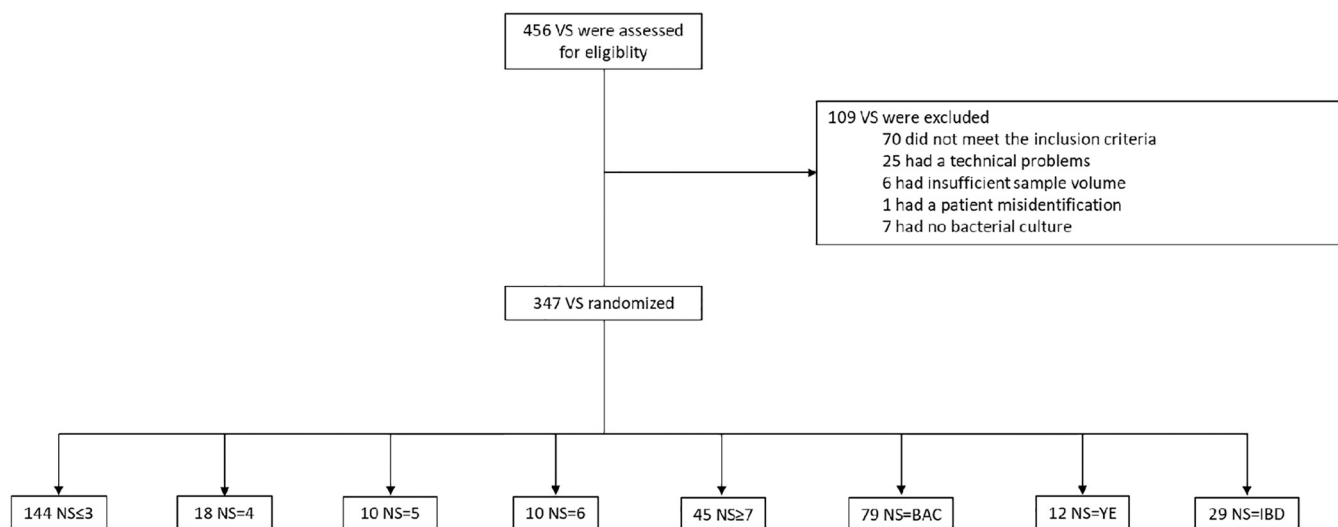 456 VS were assessed
for eligiblity
109 VS were excluded
70 did not meet the inclusion criteria
25 had a technical problems
6 had insufficient sample volume
1 had a patient misidentification
7 had no bacterial culture
347 VS randomized
144 NS≤3
18 NS=4
10 NS=5
10 NS=6
45 NS≥7
79 NS=BAC
12 NS=YE
29 NS=IBD